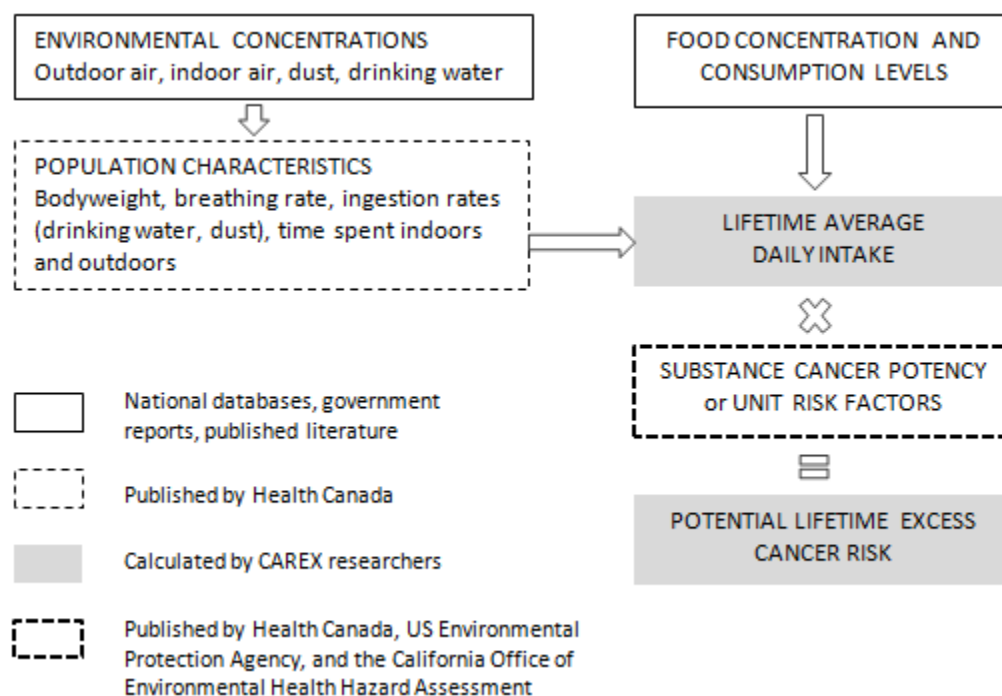 ENVIRONMENTAL CONCENTRATIONS
Outdoor air, indoor air, dust, drinking water
POPULATION CHARACTERISTICS
Bodyweight, breathing rate, ingestion rates
(drinking water, dust), time spent indoors
and outdoors
FOOD CONCENTRATION AND
CONSUMPTION LEVELS
LIFETIME AVERAGE
DAILY INTAKE
SUBSTANCE CANCER POTENCY
or UNIT RISK FACTORS
POTENTIAL LIFETIME EXCESS
CANCER RISK
National databases, government
reports, published literature
Published by Health Canada
Calculated by CAREX researchers
Published by Health Canada, US Environmental
Protection Agency, and the California Office of
Environmental Health Hazard Assessment